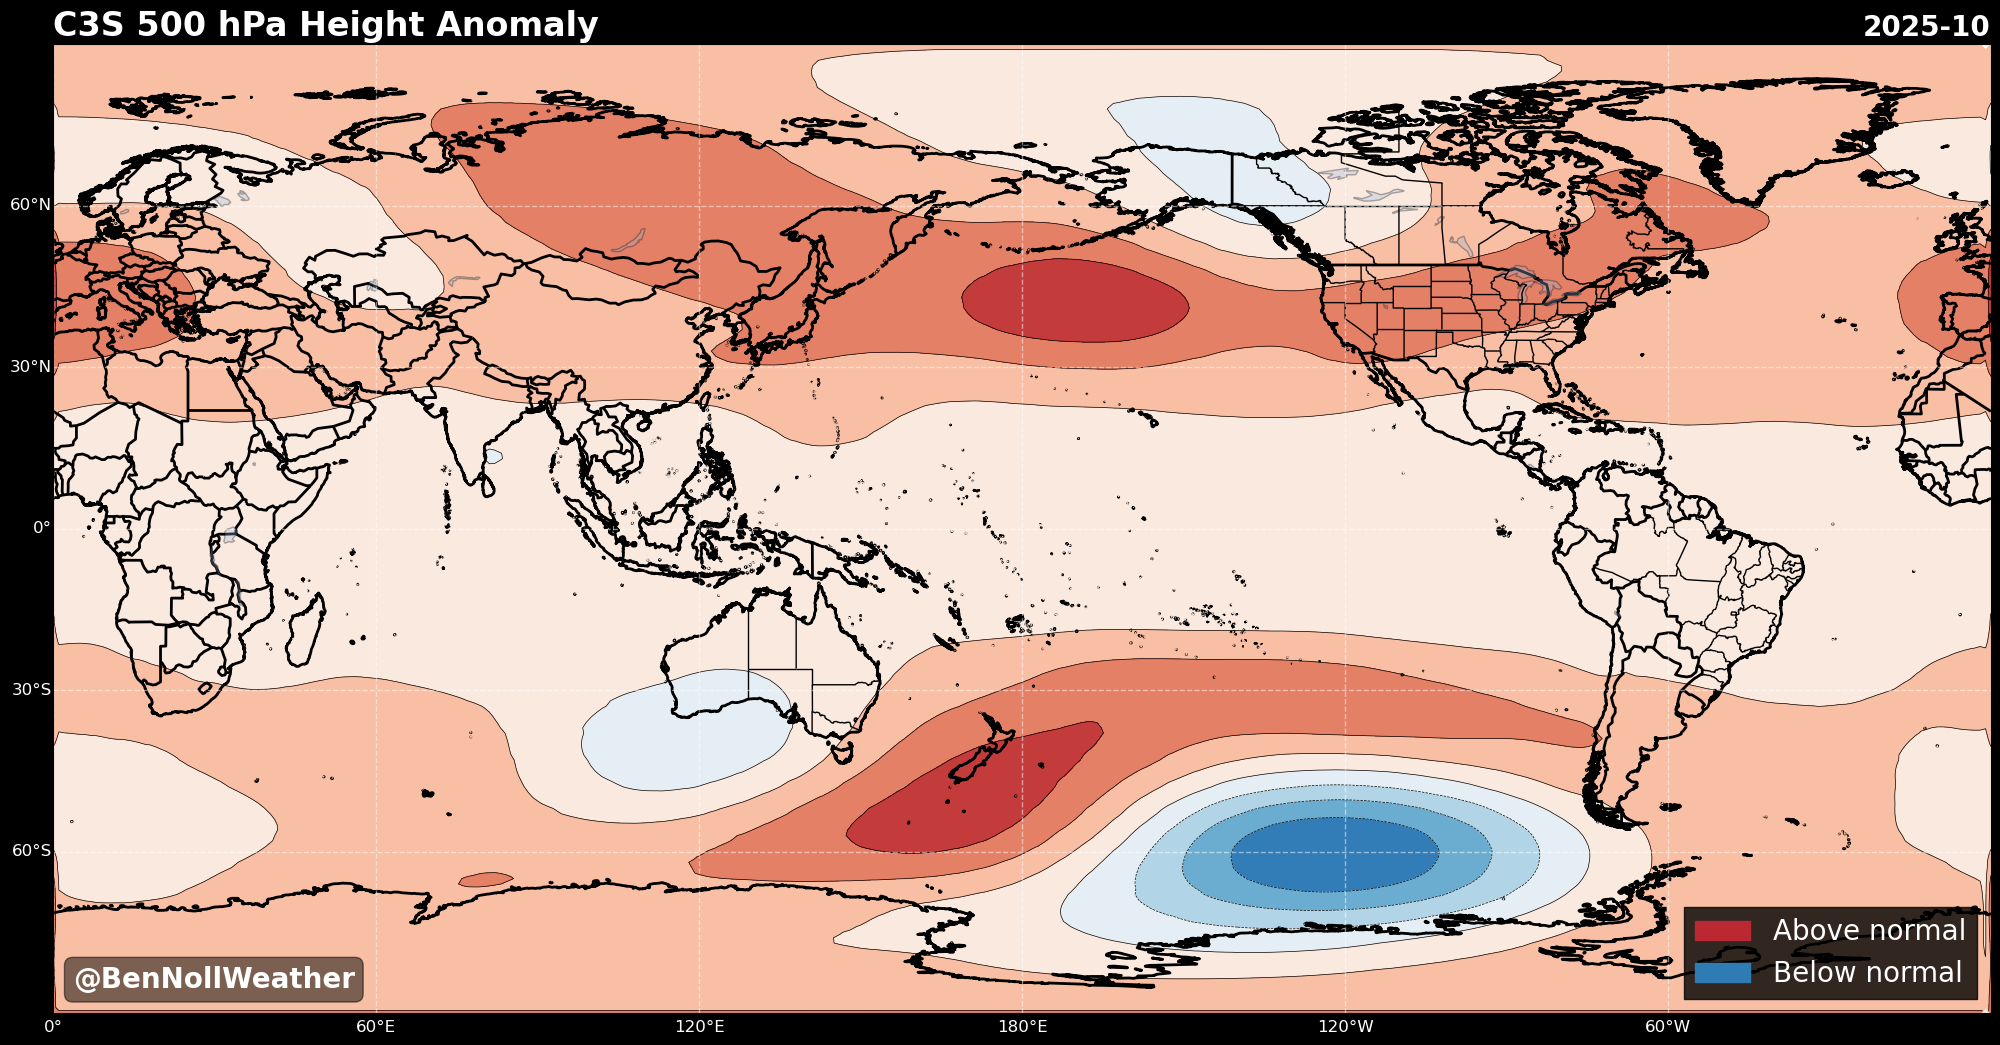 C3S 500 hPa Height Anomaly
2025-10
60°N
30°N
0°
30°S
60°S
Above normal
Below normal
@BenNollWeather
0°
60°E
120°E
180°E
120°W
60°W